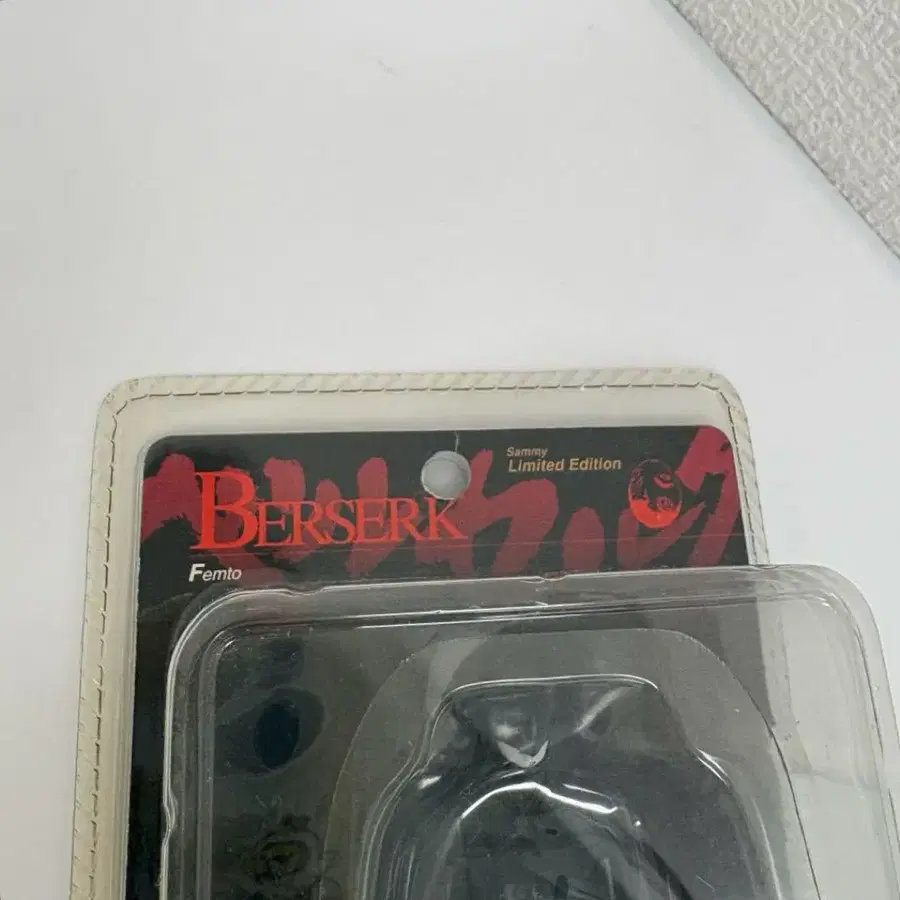 Sammy
Limited Edition
BERSERK
Femto